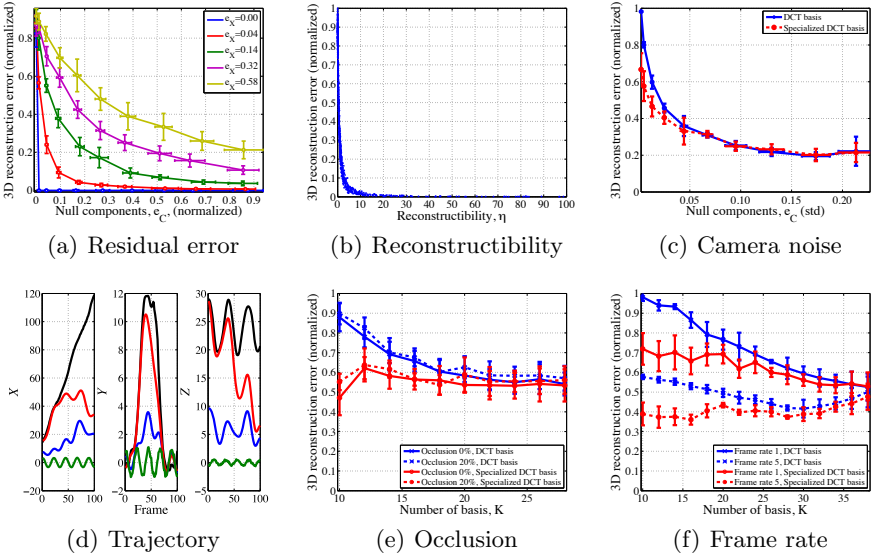 3D reconstruction error (normalized)
1
0.8
0.6
0.4
0.2
0
e_X=0.00
e_X=0.04
e_X=0.14
e_X=0.32
e_X=0.58
0 0.1 0.2 0.3 0.4 0.5 0.6 0.7 0.8 0.9
Null components, e_C, (normalized)
(a) Residual error
3D reconstruction error (normalized)
1
0.9
0.8
0.7
0.6
0.5
0.4
0.3
0.2
0.1
0
0 10 20 30 40 50 60 70 80 90 100
Reconstructibility, η
(b) Reconstructibility
3D reconstruction error (normalized)
1
0.8
0.6
0.4
0.2
0
DCT basis
Specialized DCT basis
0.05 0.10 0.15 0.20
Null components, e_C (std)
(c) Camera noise
X
120
100
80
60
40
20
0
−20
0 50 100
Y
12
10
8
6
4
2
0
−2
0 50 100
Z
30
25
20
15
10
5
0
−5
0 50 100
Frame
(d) Trajectory
3D reconstruction error (normalized)
1
0.9
0.8
0.7
0.6
0.5
0.4
0.3
0.2
0.1
0
Occlusion 0%, DCT basis
Occlusion 20%, DCT basis
Occlusion 0%, Specialized DCT basis
Occlusion 20%, Specialized DCT basis
10 15 20 25
Number of basis, K
(e) Occlusion
3D reconstruction error (normalized)
1
0.9
0.8
0.7
0.6
0.5
0.4
0.3
0.2
0.1
0
Frame rate 1, DCT basis
Frame rate 5, DCT basis
Frame rate 1, Specialized DCT basis
Frame rate 5, Specialized DCT basis
10 15 20 25 30 35
Number of basis, K
(f) Frame rate